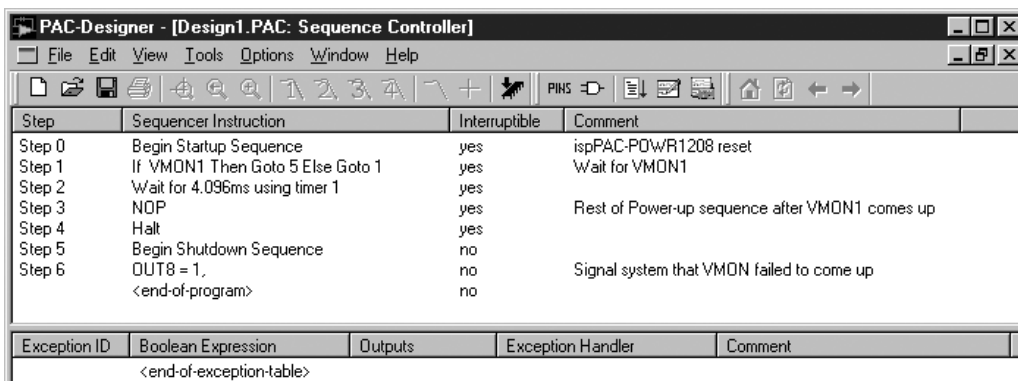 PAC-Designer - [Design1.PAC: Sequence Controller]
File Edit View Tools Options Window Help
PINS
Step Sequencer Instruction Interruptible Comment
Step 0 Begin Startup Sequence yes ispPAC-POWR1208 reset
Step 1 If VMON1 Then Goto 5 Else Goto 1 yes Wait for VMON1
Step 2 Wait for 4.096ms using timer 1 yes
Step 3 NOP yes Rest of Power-up sequence after VMON1 comes up
Step 4 Halt yes
Step 5 Begin Shutdown Sequence no
Step 6 OUT8 = 1, no Signal system that VMON failed to come up
<end-of-program> no
Exception ID Boolean Expression Outputs Exception Handler Comment
<end-of-exception-table>